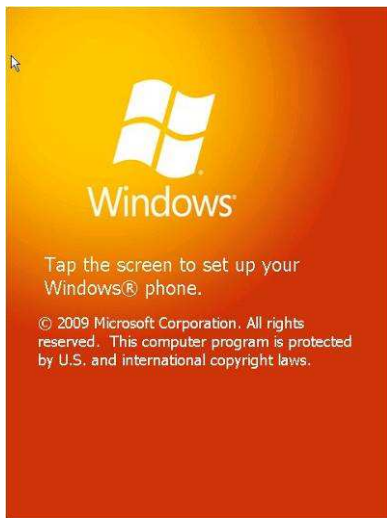 Windows®
Tap the screen to set up your
Windows® phone.
© 2009 Microsoft Corporation. All rights
reserved. This computer program is protected
by U.S. and international copyright laws.